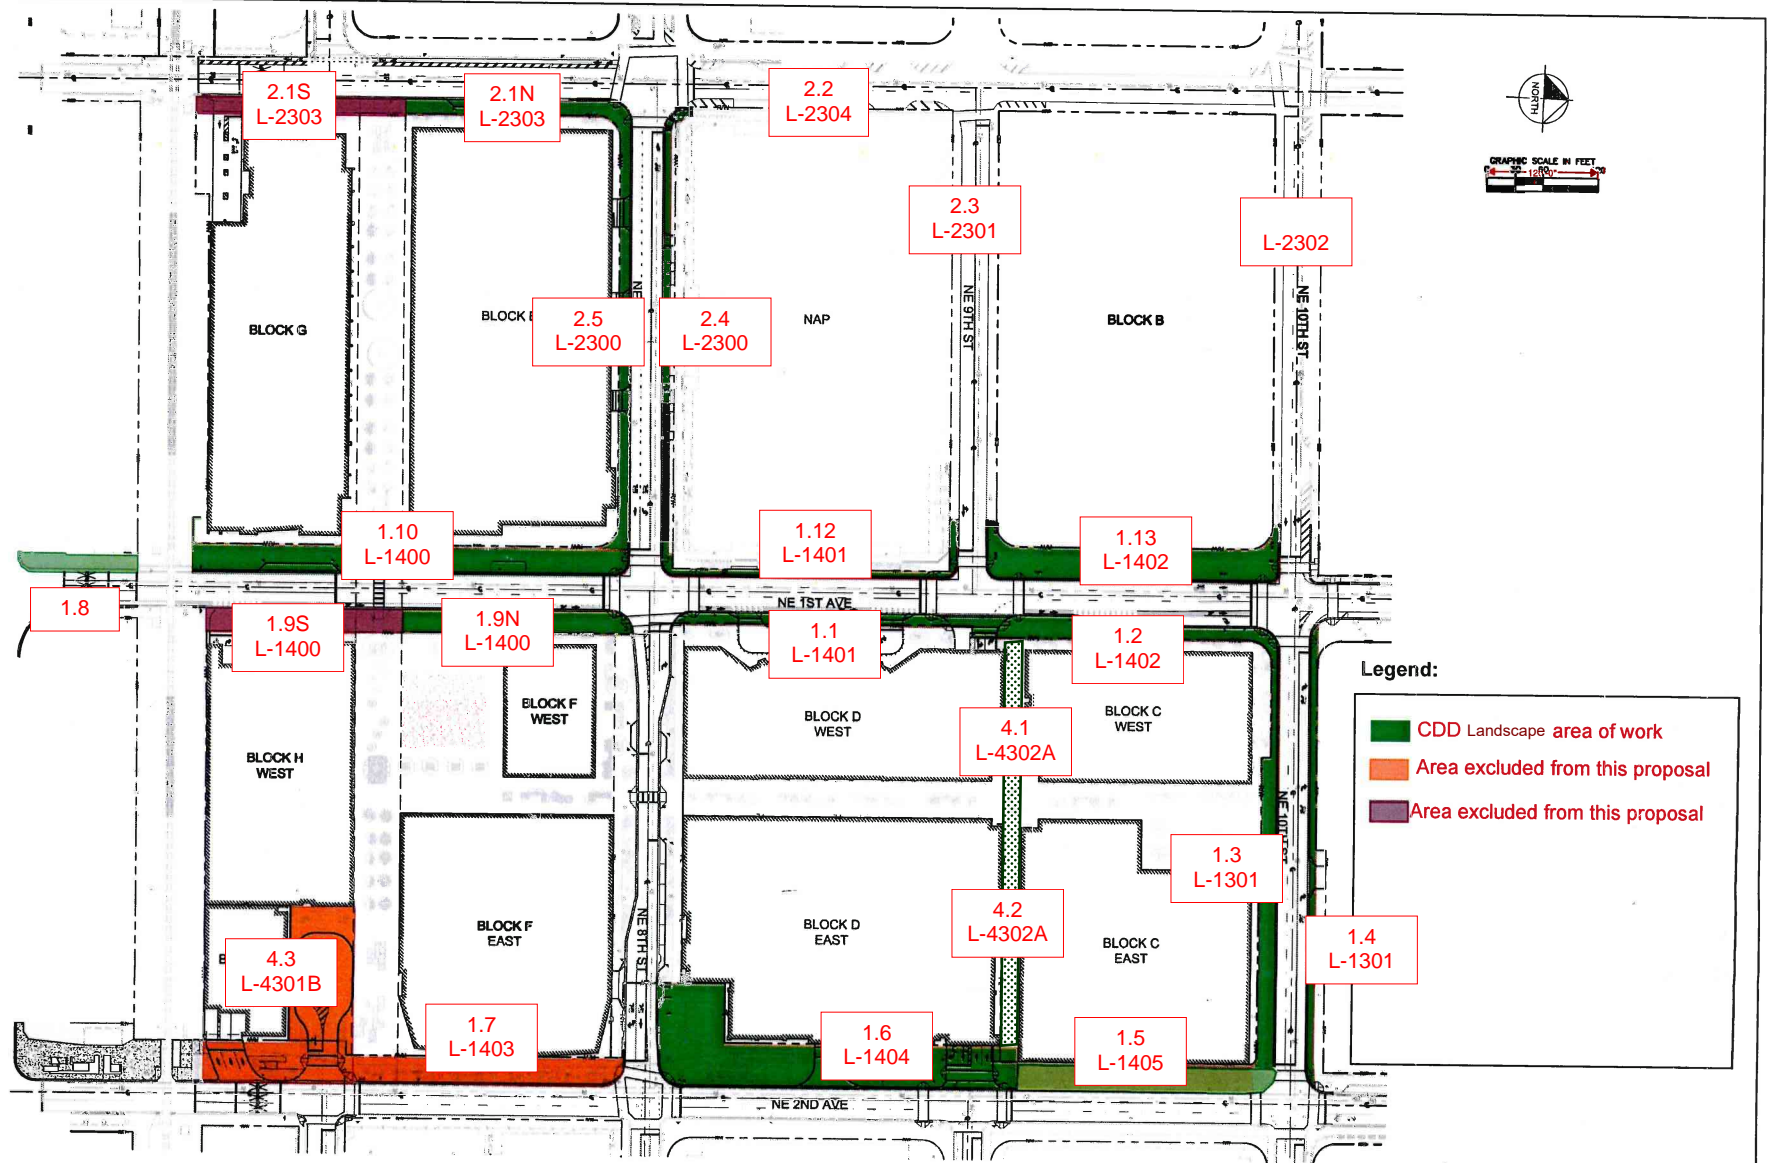 2.1S
L-2303
2.1N
L-2303
2.2
L-2304
NORTH
GRAPHIC SCALE IN FEET
2.3
L-2301
L-2302
BLOCK G
BLOCK
2.5
L-2300
NE
2.4
L-2300
NAP
NE 9TH ST
BLOCK B
NE 10TH ST
1.10
L-1400
1.12
L-1401
1.13
L-1402
1.8
NE 1ST AVE
1.9S
L-1400
1.9N
L-1400
1.1
L-1401
1.2
L-1402
Legend:
CDD Landscape area of work
Area excluded from this proposal
Area excluded from this proposal
BLOCK F
WEST
BLOCK D
WEST
BLOCK C
WEST
4.1
L-4302A
BLOCK H
WEST
NE 10TH ST
1.3
L-1301
BLOCK F
EAST
NE 8TH ST
BLOCK D
EAST
4.2
L-4302A
BLOCK C
EAST
1.4
L-1301
4.3
L-4301B
1.7
L-1403
1.6
L-1404
1.5
L-1405
NE 2ND AVE